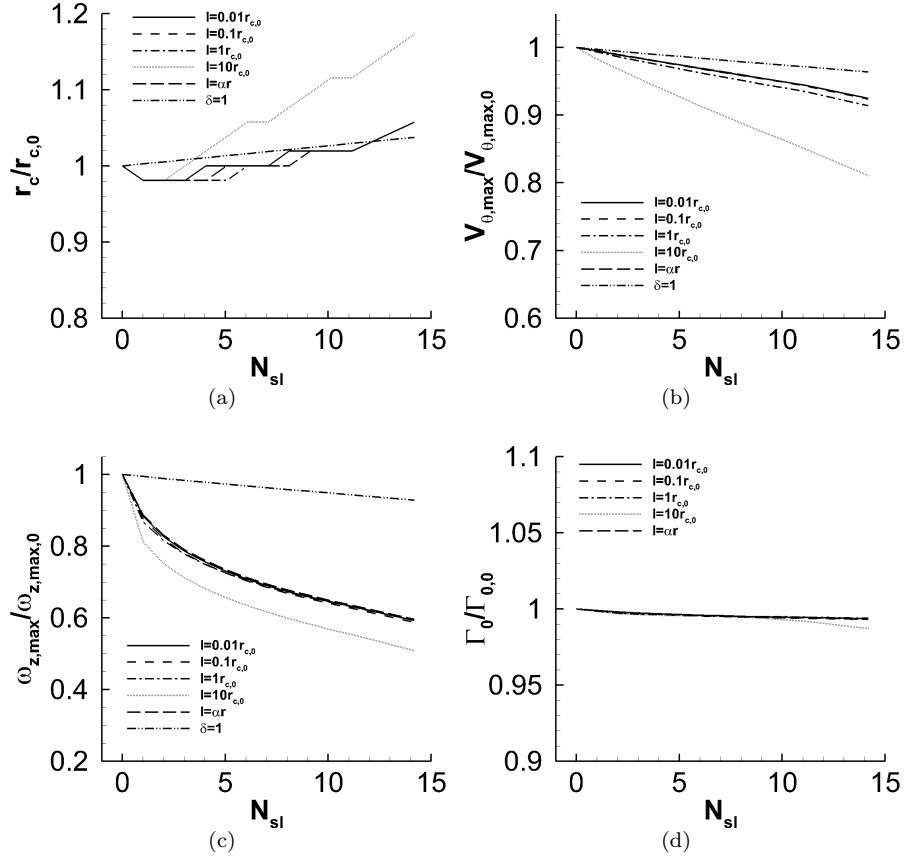 1.2
1.1
1
0.9
0.8
r_c/r_c,0
l=0.01r_c,0
l=0.1r_c,0
l=1r_c,0
l=10r_c,0
l=αr
δ=1
0 5 10 15
N_sl
(a)
1
0.9
0.8
0.7
0.6
V_θ,max/V_θ,max,0
l=0.01r_c,0
l=0.1r_c,0
l=1r_c,0
l=10r_c,0
l=αr
δ=1
0 5 10 15
N_sl
(b)
1
0.8
0.6
0.4
0.2
ω_z,max/ω_z,max,0
l=0.01r_c,0
l=0.1r_c,0
l=1r_c,0
l=10r_c,0
l=αr
δ=1
0 5 10 15
N_sl
(c)
1.1
1.05
1
0.95
0.9
Γ_0/Γ_0,0
l=0.01r_c,0
l=0.1r_c,0
l=1r_c,0
l=10r_c,0
l=αr
0 5 10 15
N_sl
(d)